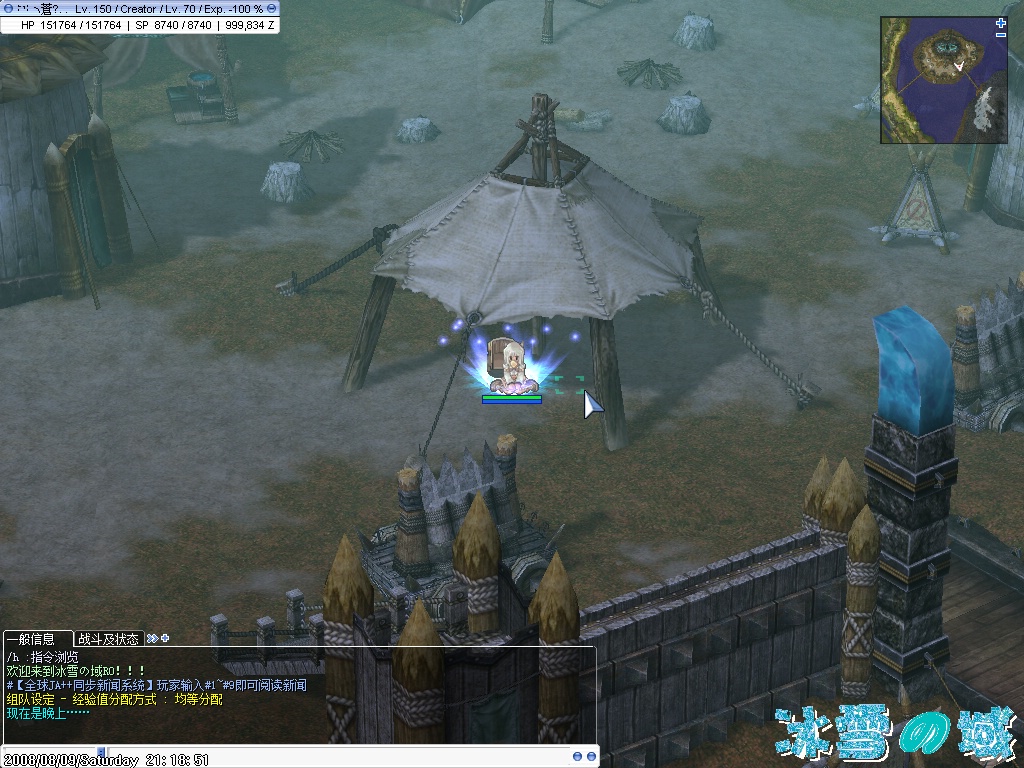 Lv. 150 / Creator / Lv. 70 / Exp. -100 %
HP 151764 / 151764 | SP 8740 / 8740 | 999,834 Z
一般信息 战斗及状态
/h :指令浏览
欢迎来到冰雪の域RO!!!
#【全球JA++同步新闻系统】玩家输入#1~#9即可阅读新闻
组队设定 - 经验值分配方式 : 均等分配
现在是晚上……
2008/08/09/Saturday 21:18:51
冰雪の域